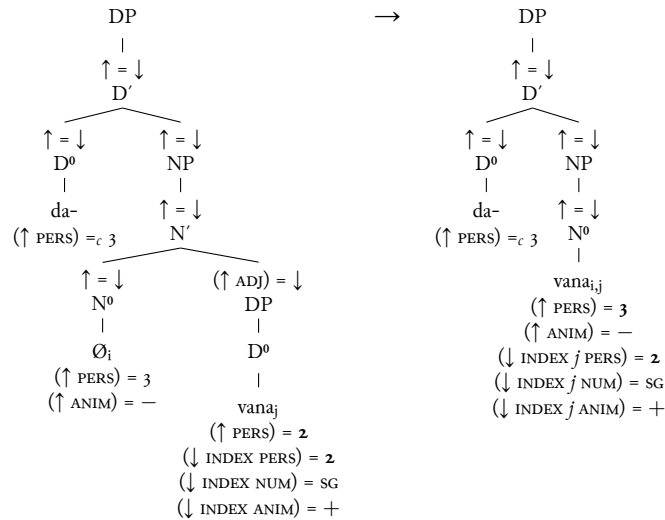 DP → DP
↑ = ↓ ↑ = ↓
D′ D′
↑ = ↓ ↑ = ↓ ↑ = ↓ ↑ = ↓
D⁰ NP D⁰ NP
da- ↑ = ↓ da- ↑ = ↓
(↑ PERS) =c 3 N′ (↑ PERS) =c 3 N⁰
↑ = ↓ (↑ ADJ) = ↓ vanai,j
N⁰ DP (↑ PERS) = 3
(↑ ANIM) = –
Øi D⁰ (↓ INDEX j PERS) = 2
(↑ PERS) = 3 (↓ INDEX j NUM) = SG
(↑ ANIM) = – vanaj (↓ INDEX j ANIM) = +
(↑ PERS) = 2
(↓ INDEX PERS) = 2
(↓ INDEX NUM) = SG
(↓ INDEX ANIM) = +